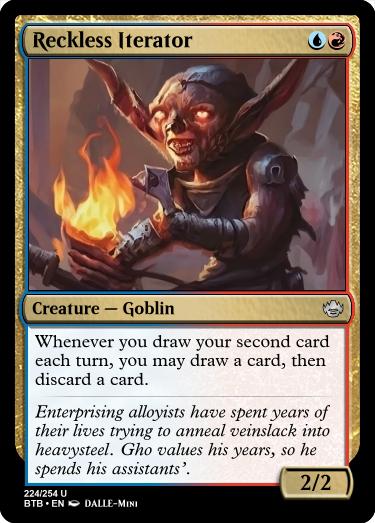 Reckless Iterator
Creature — Goblin
Whenever you draw your second card
each turn, you may draw a card, then
discard a card.
Enterprising alloyists have spent years of
their lives trying to anneal veinslack into
heavysteel. Gho values his years, so he
spends his assistants’.
2/2
224/254 U
BTB • EN DALLE-Mini